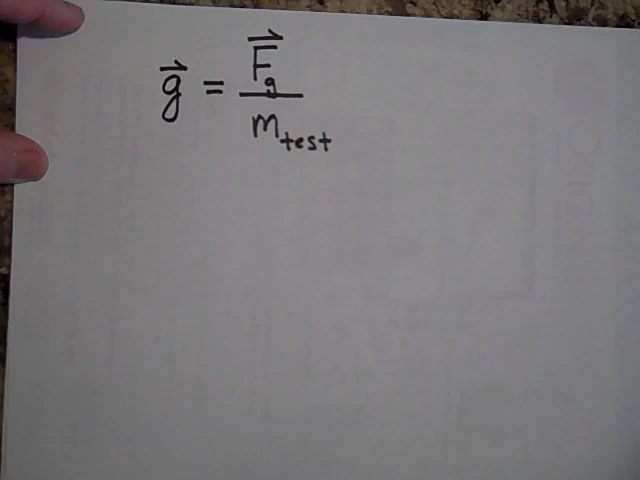 g⃗ = F⃗g / mtest